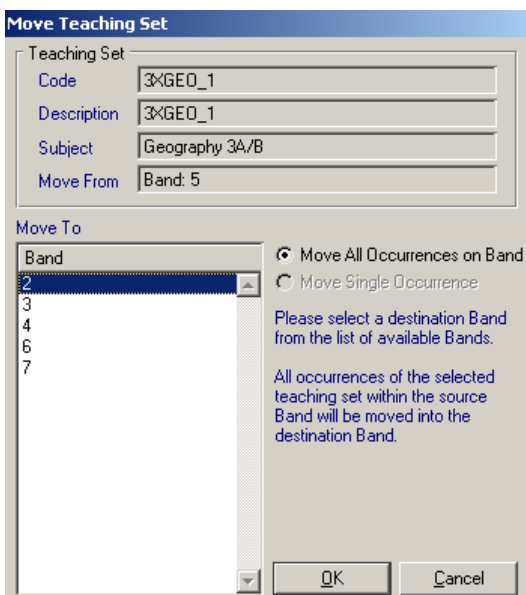 Move Teaching Set
Teaching Set
Code 3XGEO_1
Description 3XGEO_1
Subject Geography 3A/B
Move From Band: 5
Move To
Band
2
3
4
6
7
Move All Occurrences on Band
Move Single Occurrence
Please select a destination Band
from the list of available Bands.
All occurrences of the selected
teaching set within the source
Band will be moved into the
destination Band.
OK Cancel